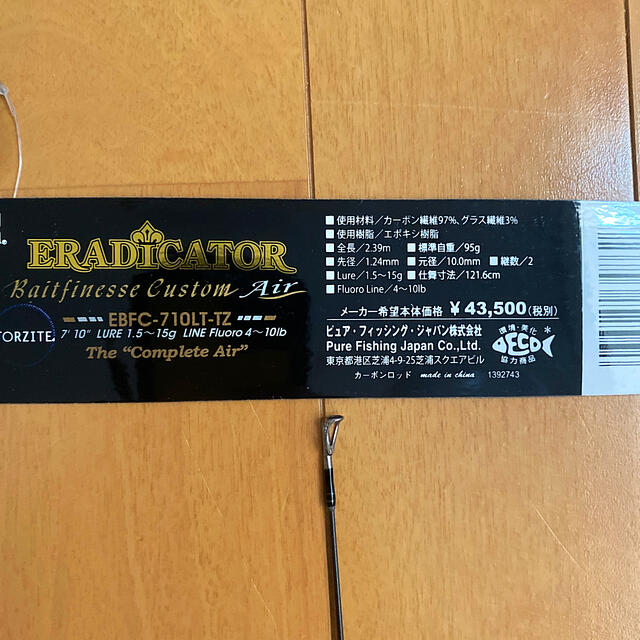 ERADICATOR
Baitfinesse Custom Air
EBFC-710LT-TZ
TORZITE
7' 10" LURE 1.5～15g LINE Fluoro 4～10lb
The "Complete Air"
■ 使用材料／カーボン繊維97%、グラス繊維3%
■ 使用樹脂／エポキシ樹脂
■ 全長／2.39m ■ 標準自重／95g
■ 先径／1.24mm ■ 元径／10.0mm ■ 継数／2
■ Lure／1.5～15g ■ 仕舞寸法／121.6cm
■ Fluoro Line／4～10lb
メーカー希望本体価格 ￥43,500(税別)
ピュア・フィッシング・ジャパン株式会社
Pure Fishing Japan Co.,Ltd.
東京都港区芝浦4-9-25芝浦スクエアビル
カーボンロッド made in china 1392743
環境・美化
ECO
協力商品